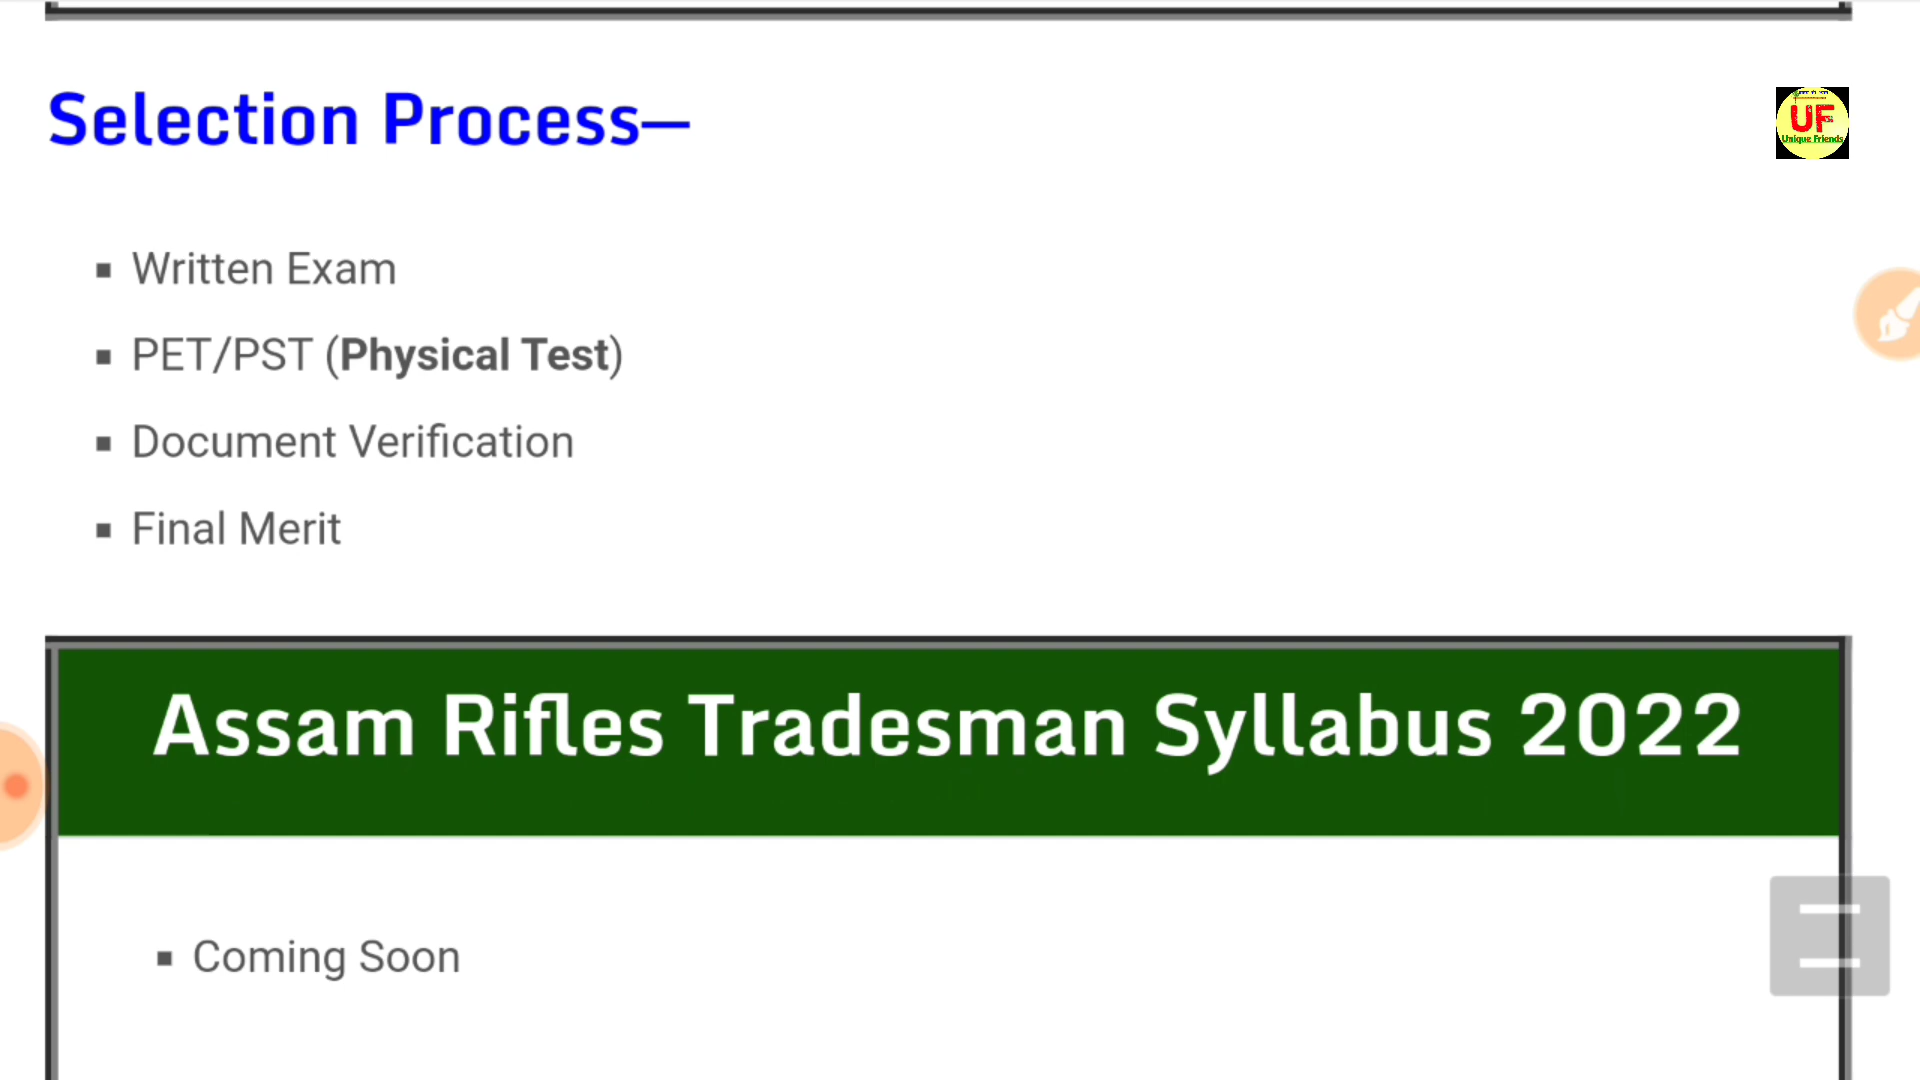 Selection Process—
UF
Unique Friends
Written Exam
PET/PST (Physical Test)
Document Verification
Final Merit
Assam Rifles Tradesman Syllabus 2022
Coming Soon